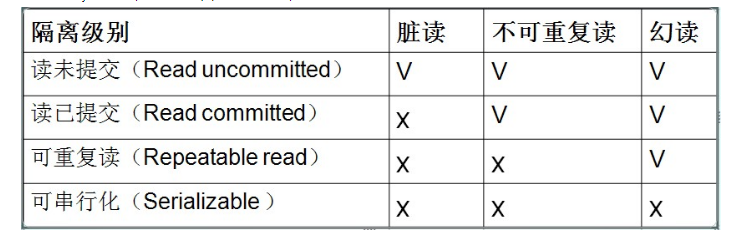 隔离级别 脏读 不可重复读 幻读
读未提交（Read uncommitted） V V V
读已提交（Read committed） x V V
可重复读（Repeatable read） x x V
可串行化（Serializable ） x x x